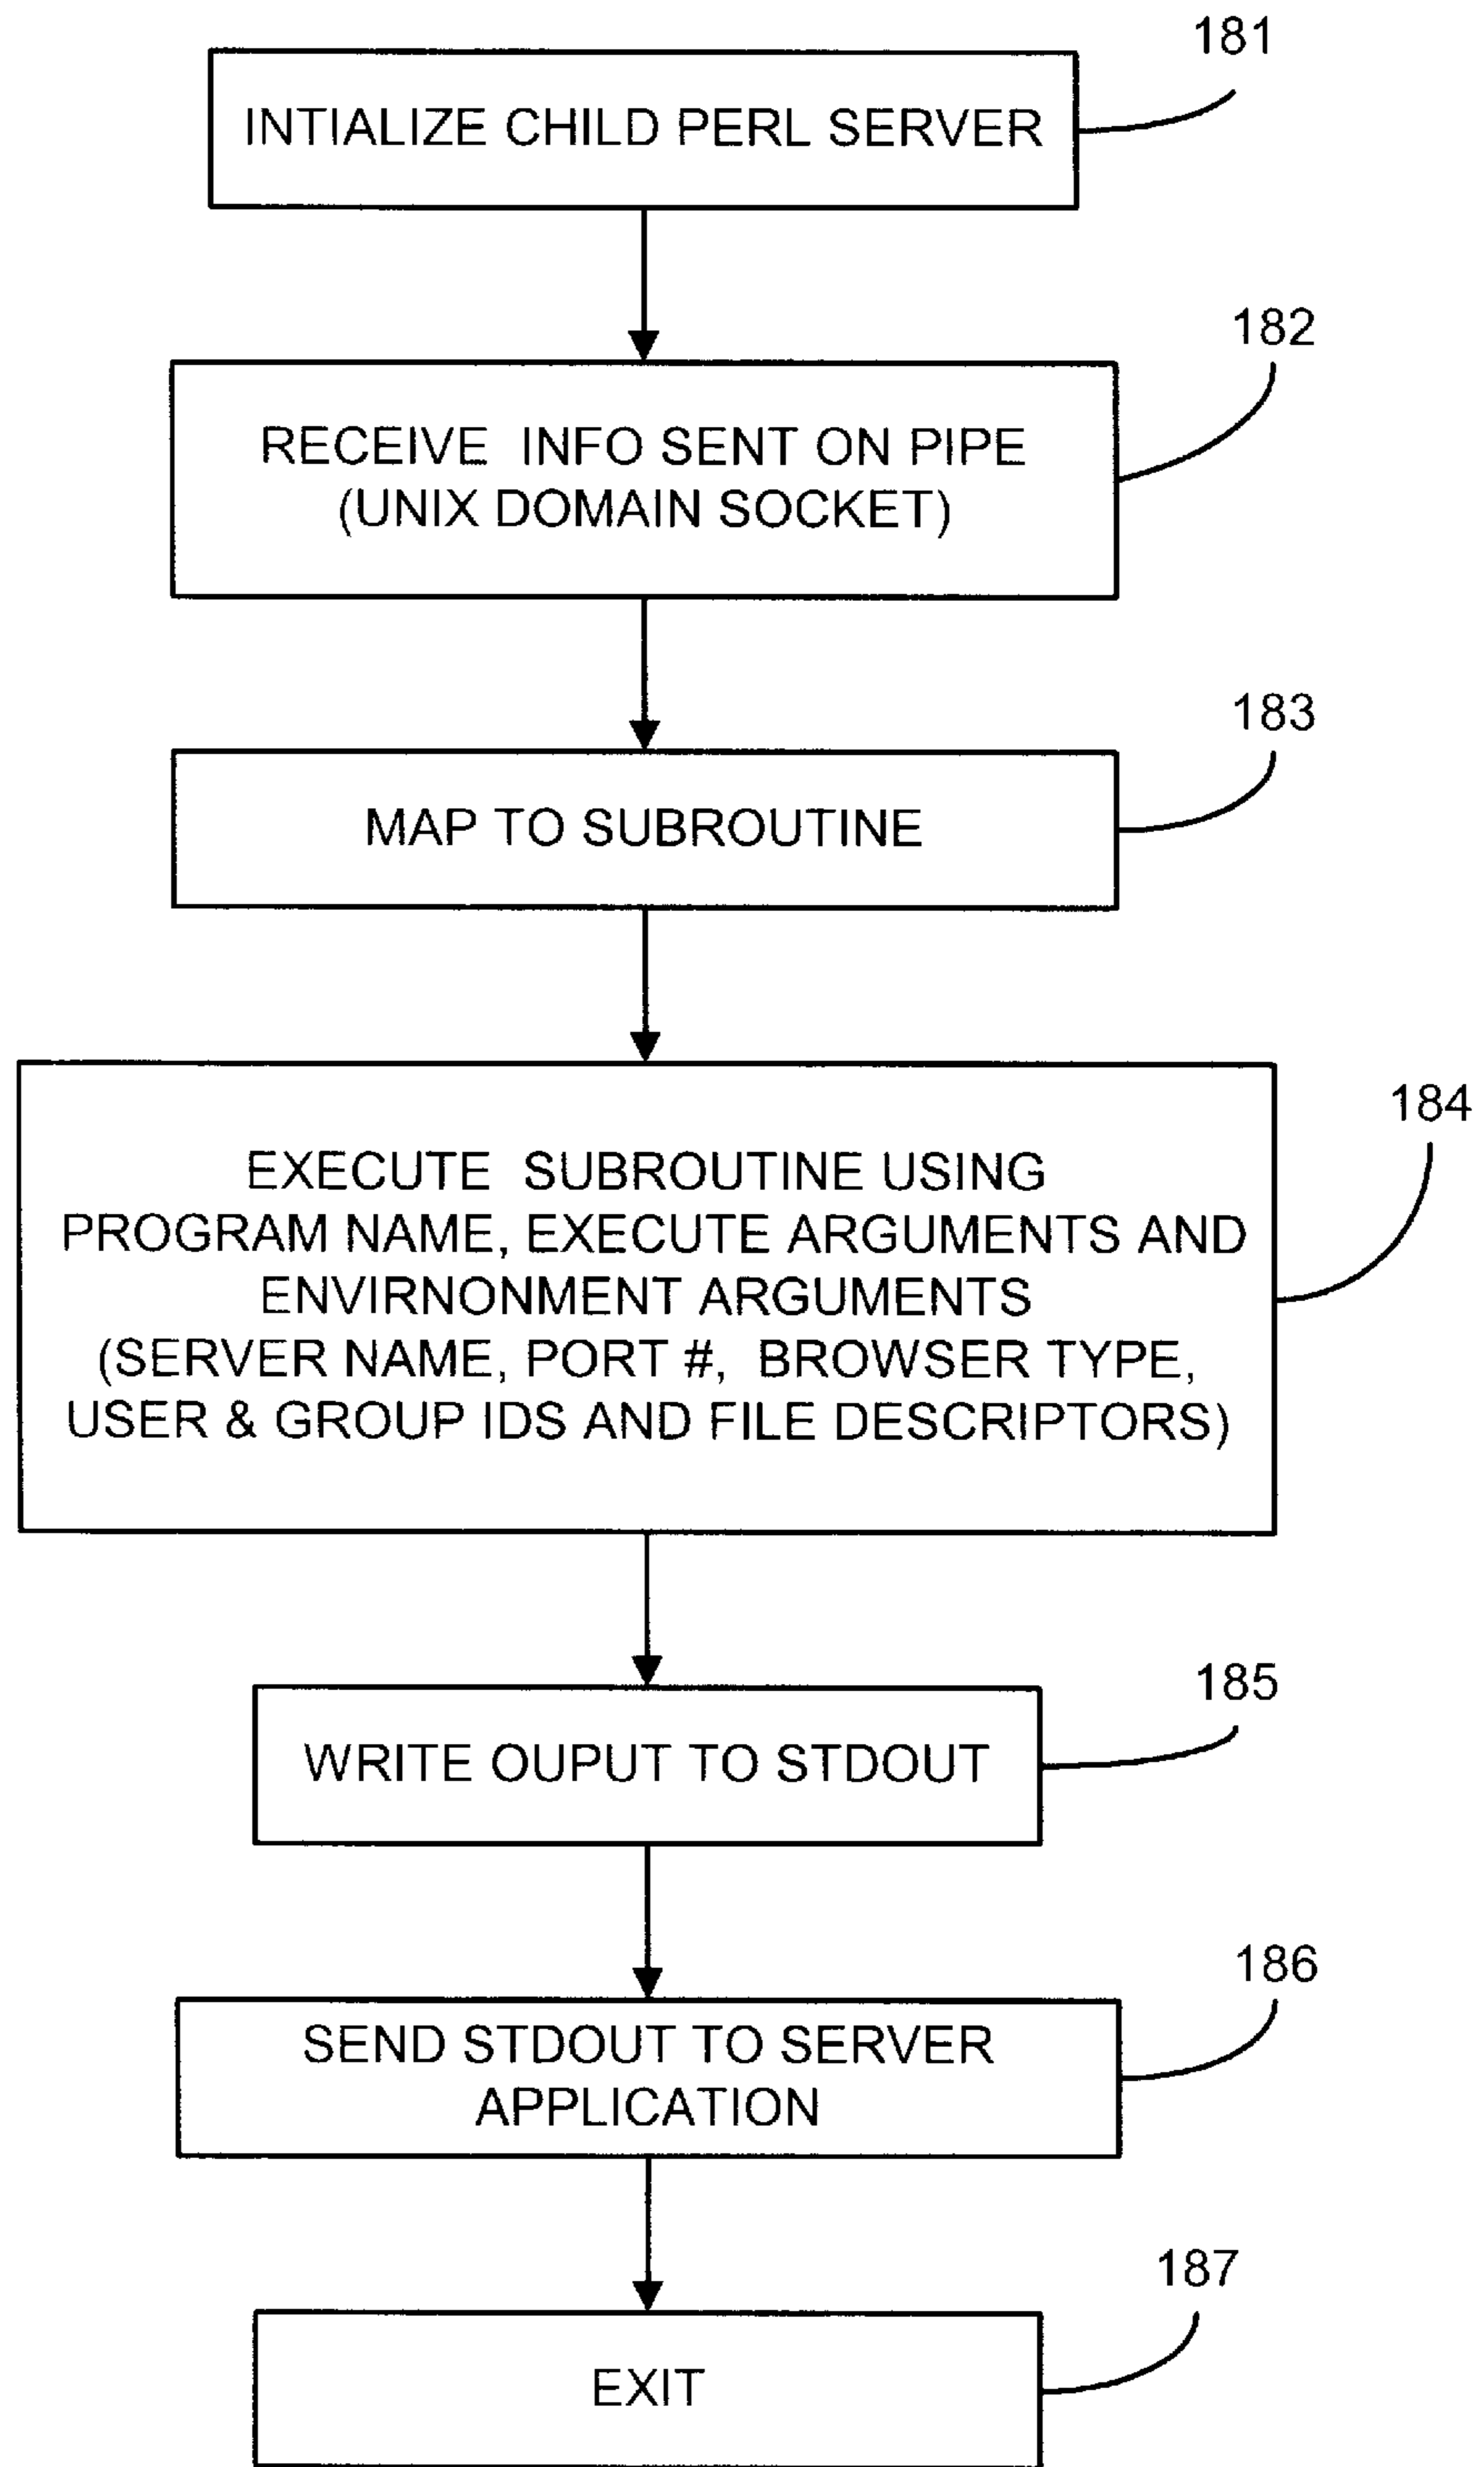 181
INTIALIZE CHILD PERL SERVER
182
RECEIVE INFO SENT ON PIPE
(UNIX DOMAIN SOCKET)
183
MAP TO SUBROUTINE
184
EXECUTE SUBROUTINE USING
PROGRAM NAME, EXECUTE ARGUMENTS AND
ENVIRNONMENT ARGUMENTS
(SERVER NAME, PORT #, BROWSER TYPE,
USER & GROUP IDS AND FILE DESCRIPTORS)
185
WRITE OUPUT TO STDOUT
186
SEND STDOUT TO SERVER
APPLICATION
187
EXIT